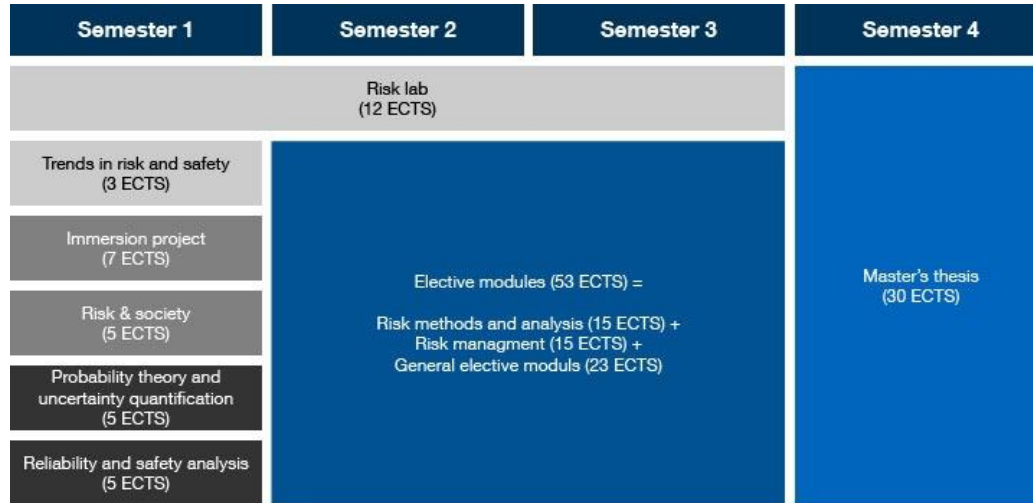 Semester 1
Semester 2
Semester 3
Semester 4
Risk lab
(12 ECTS)
Trends in risk and safety
(3 ECTS)
Immersion project
(7 ECTS)
Risk & society
(5 ECTS)
Probability theory and
uncertainty quantification
(5 ECTS)
Reliability and safety analysis
(5 ECTS)
Elective modules (53 ECTS) =
Risk methods and analysis (15 ECTS) +
Risk managment (15 ECTS) +
General elective moduls (23 ECTS)
Master's thesis
(30 ECTS)